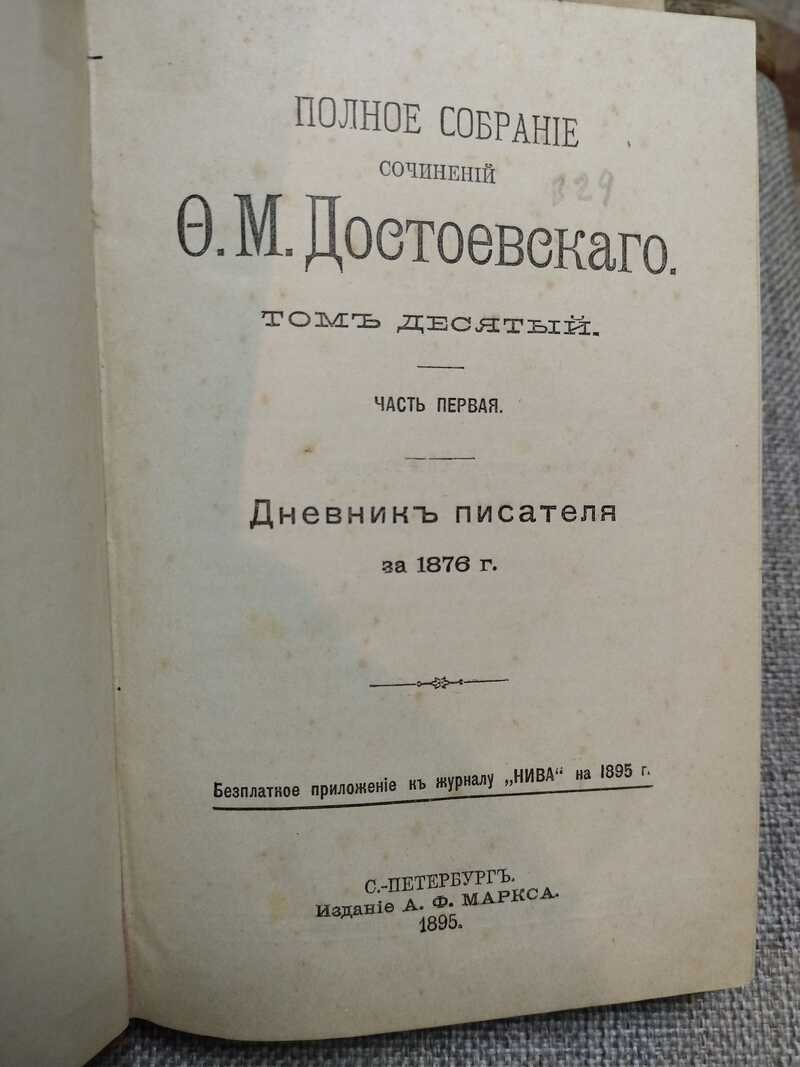 ПОЛНОЕ СОБРАНІЕ
СОЧИНЕНІЙ
329
Ѳ. М. Достоевскаго.
ТОМЪ ДЕСЯТЫЙ.
ЧАСТЬ ПЕРВАЯ.
Дневникъ писателя
за 1876 г.
Безплатное приложеніе къ журналу „НИВА“ на 1895 г.
С.-ПЕТЕРБУРГЪ.
Изданіе А. Ф. МАРКСА.
1895.